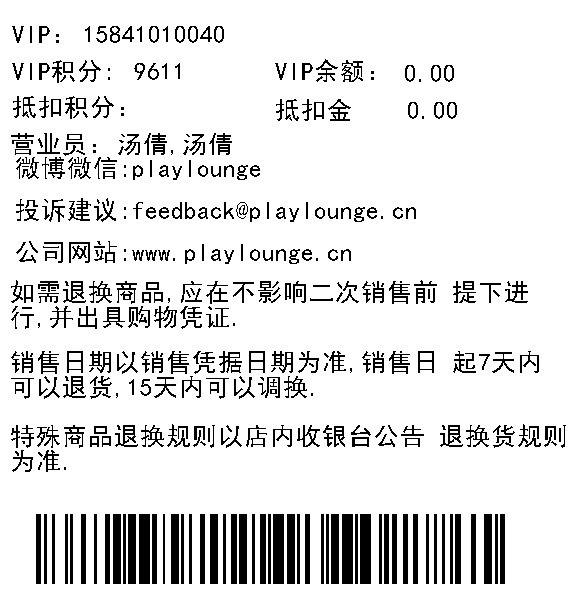 VIP: 15841010040
VIP积分: 9611 VIP余额: 0.00
抵扣积分: 抵扣金 0.00
营业员: 汤倩,汤倩
微博微信:playlounge
投诉建议:feedback@playlounge.cn
公司网站:www.playlounge.cn
如需退换商品,应在不影响二次销售前 提下进
行,并出具购物凭证.
销售日期以销售凭据日期为准,销售日 起7天内
可以退货,15天内可以调换.
特殊商品退换规则以店内收银台公告 退换货规则
为准.